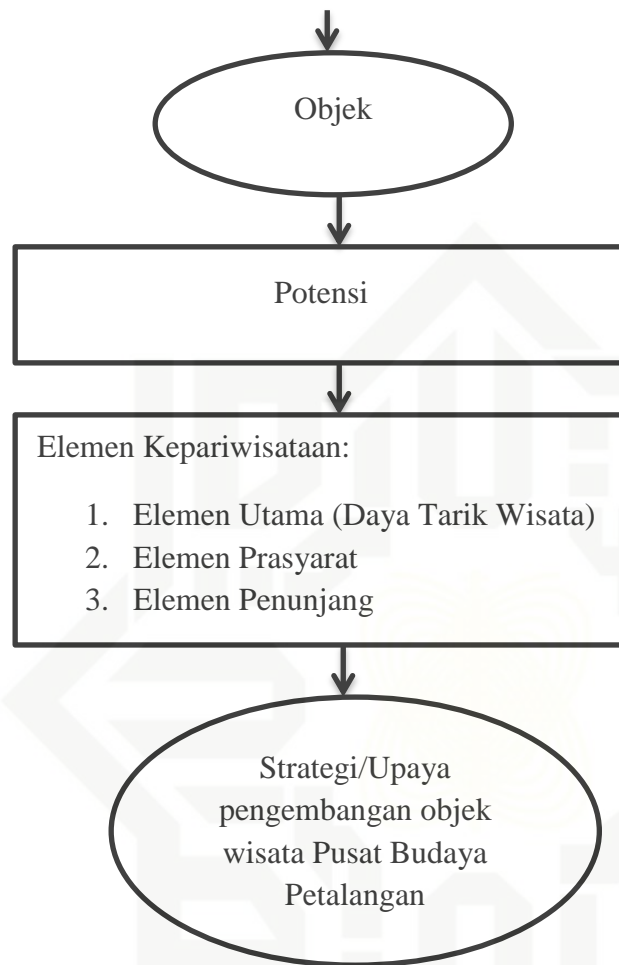 Objek
Potensi
Elemen Kepariwisataan:
1. Elemen Utama (Daya Tarik Wisata)
2. Elemen Prasyarat
3. Elemen Penunjang
Strategi/Upaya
pengembangan objek
wisata Pusat Budaya
Petalangan